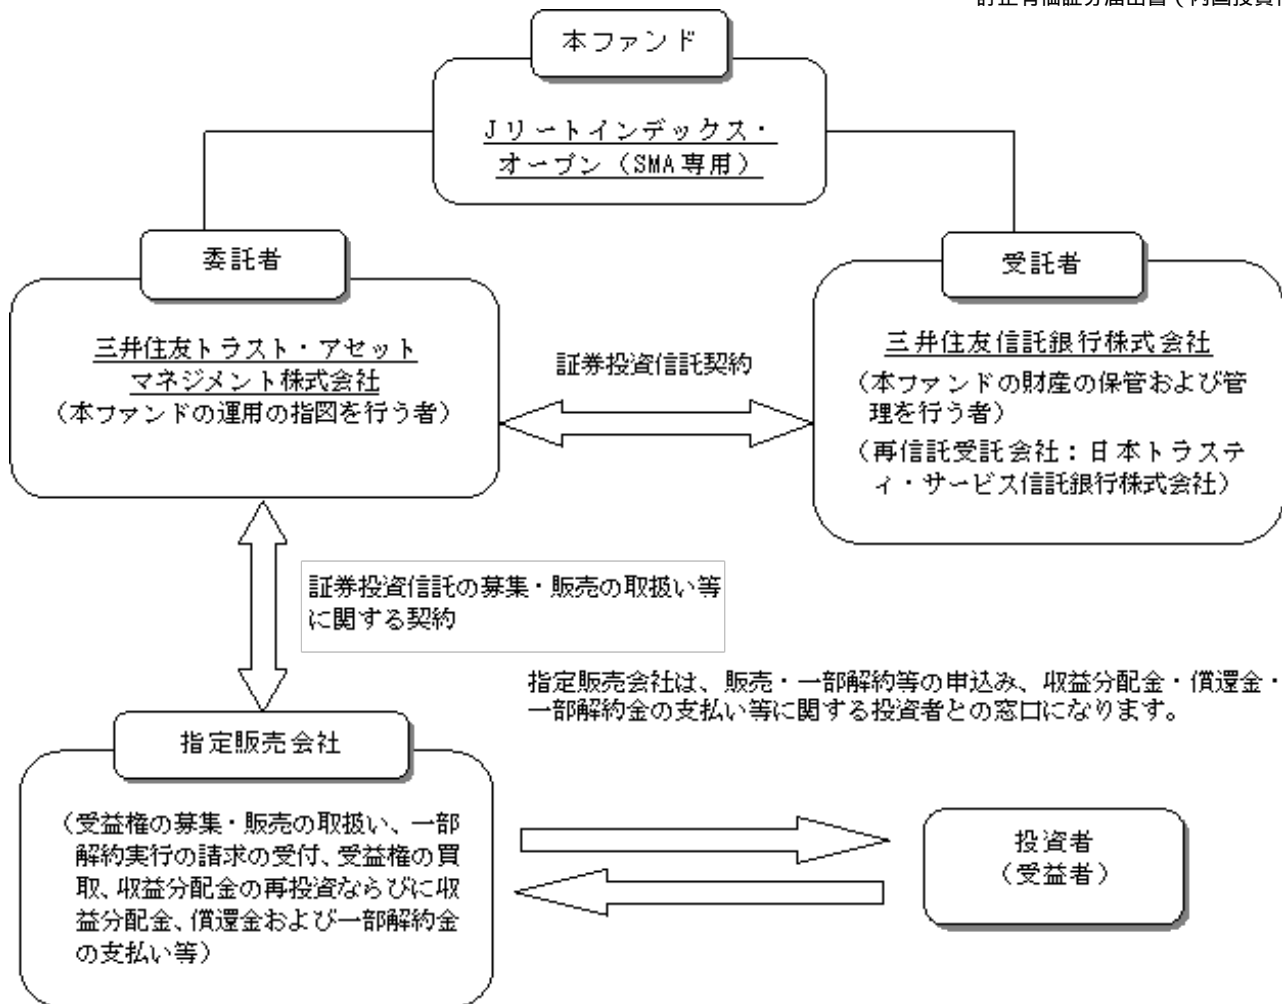 訂正有価証券届出書（内国投資信
本ファンド
Jリートインデックス・
オープン（SMA専用）
委託者
三井住友トラスト・アセット
マネジメント株式会社
（本ファンドの運用の指図を行う者）
証券投資信託契約
受託者
三井住友信託銀行株式会社
（本ファンドの財産の保管および管
理を行う者）
（再信託受託会社：日本トラステ
ィ・サービス信託銀行株式会社）
証券投資信託の募集・販売の取扱い等
に関する契約
指定販売会社は、販売・一部解約等の申込み、収益分配金・償還金・
一部解約金の支払い等に関する投資者との窓口になります。
指定販売会社
（受益権の募集・販売の取扱い、一部
解約実行の請求の受付、受益権の買
取、収益分配金の再投資ならびに収
益分配金、償還金および一部解約金
の支払い等）
投資者
（受益者）